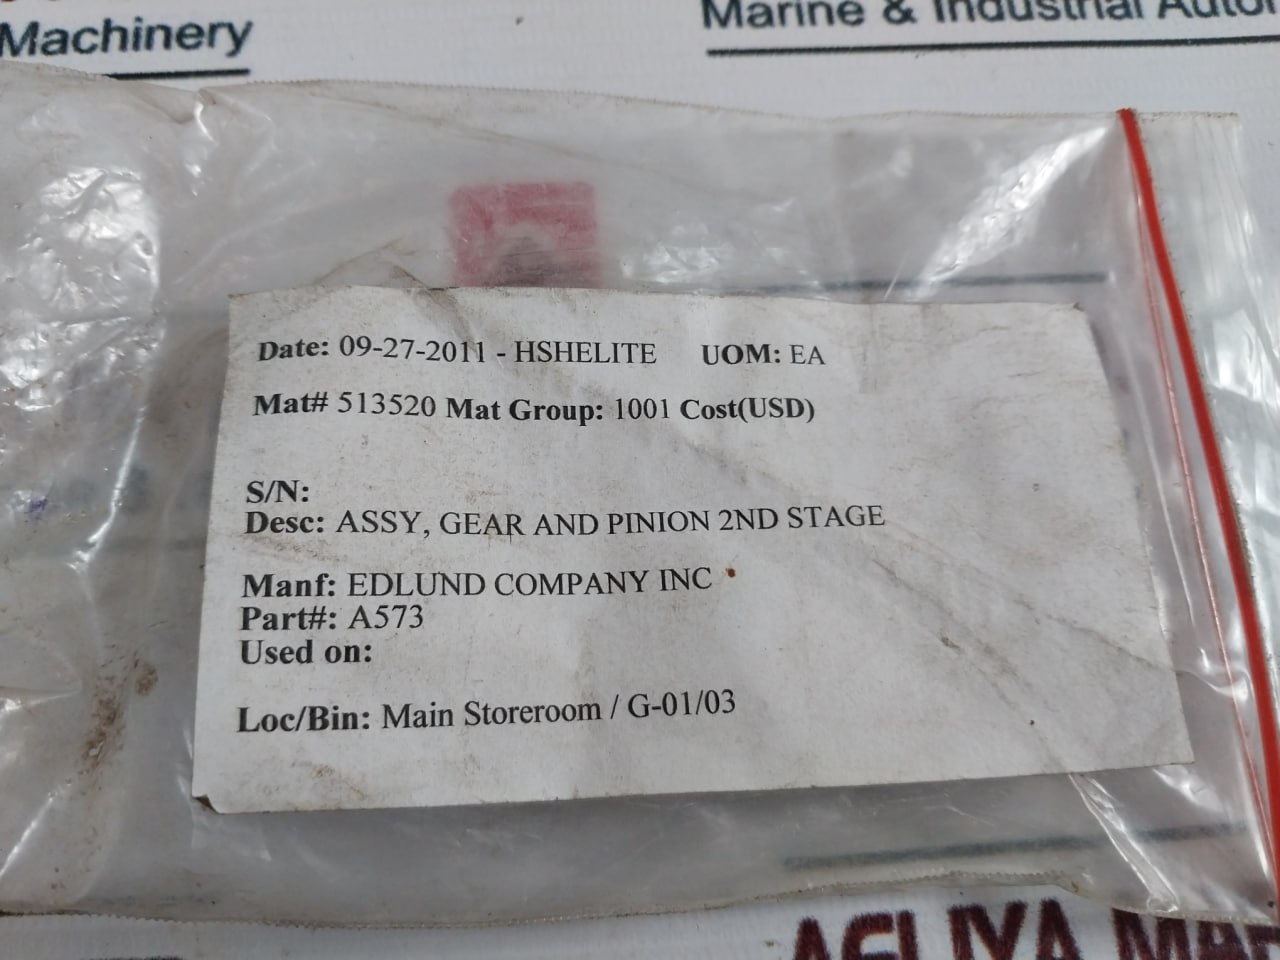 Machinery
Marine & Industrial
Date: 09-27-2011 - HSHELITE UOM: EA
Mat# 513520 Mat Group: 1001 Cost(USD)
S/N:
Desc: ASSY, GEAR AND PINION 2ND STAGE
Manf: EDLUND COMPANY INC
Part#: A573
Used on:
Loc/Bin: Main Storeroom / G-01/03